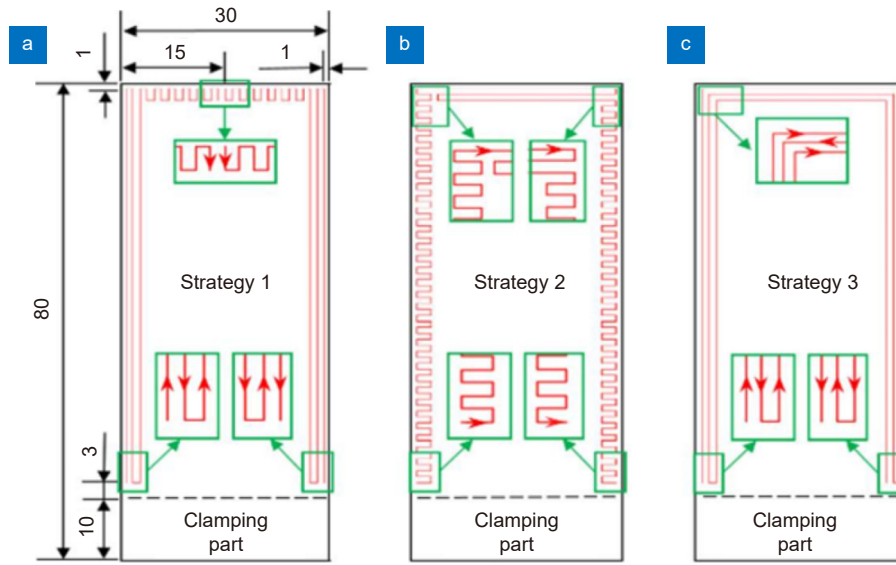 a
30
15
1
1
Strategy 1
80
3
10
Clamping
part
b
Strategy 2
Clamping
part
c
Strategy 3
Clamping
part